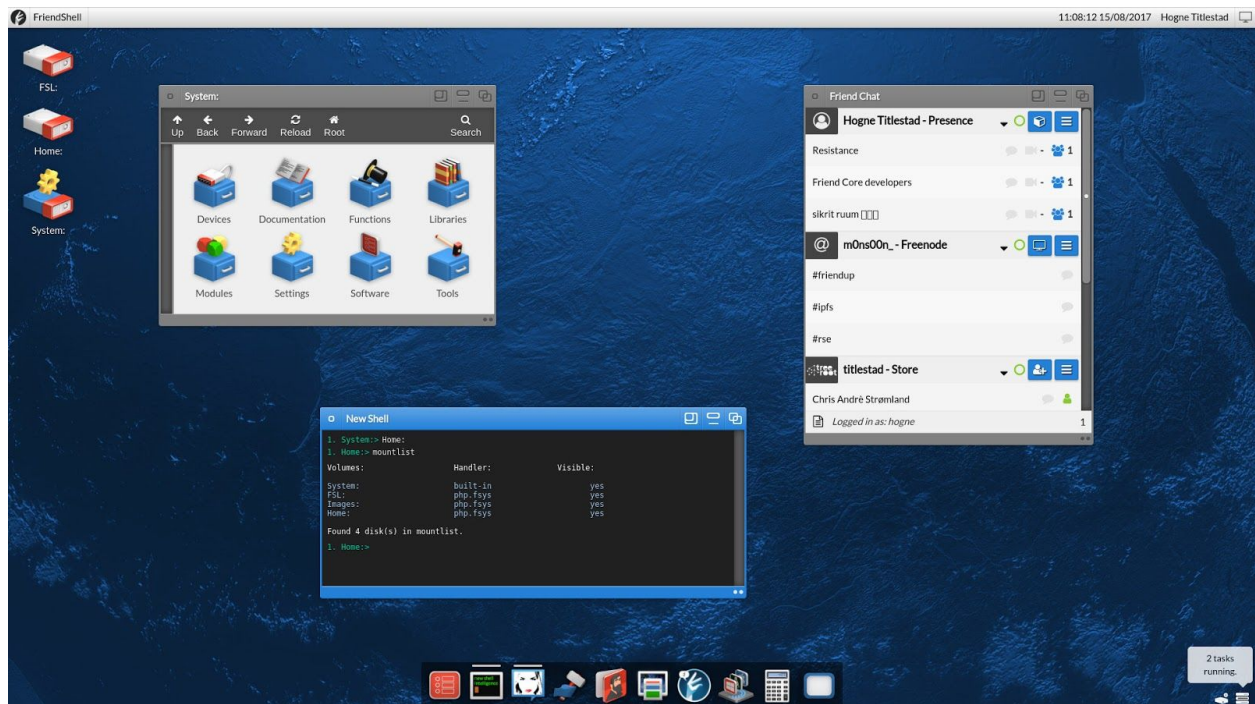 FriendShell
11:08:12 15/08/2017 Hogne Titlestad
FSL:
Home:
System:
System:
Up Back Forward Reload Root Search
Devices Documentation Functions Libraries
Modules Settings Software Tools
Friend Chat
Hogne Titlestad - Presence
Resistance - 1
Friend Core developers - 1
sikrit ruum - 1
@ m0ns00n_ - Freenode
#friendup
#ipfs
#rse
titlestad - Store
Chris Andrè Strømland
Logged in as: hogne 1
New Shell
1. System:> Home:
1. Home:> mountlist
Volumes: Handler: Visible:
System: built-in yes
FSL: php.fsys yes
Images: php.fsys yes
Home: php.fsys yes
Found 4 disk(s) in mountlist.
1. Home:>
2 tasks
running.